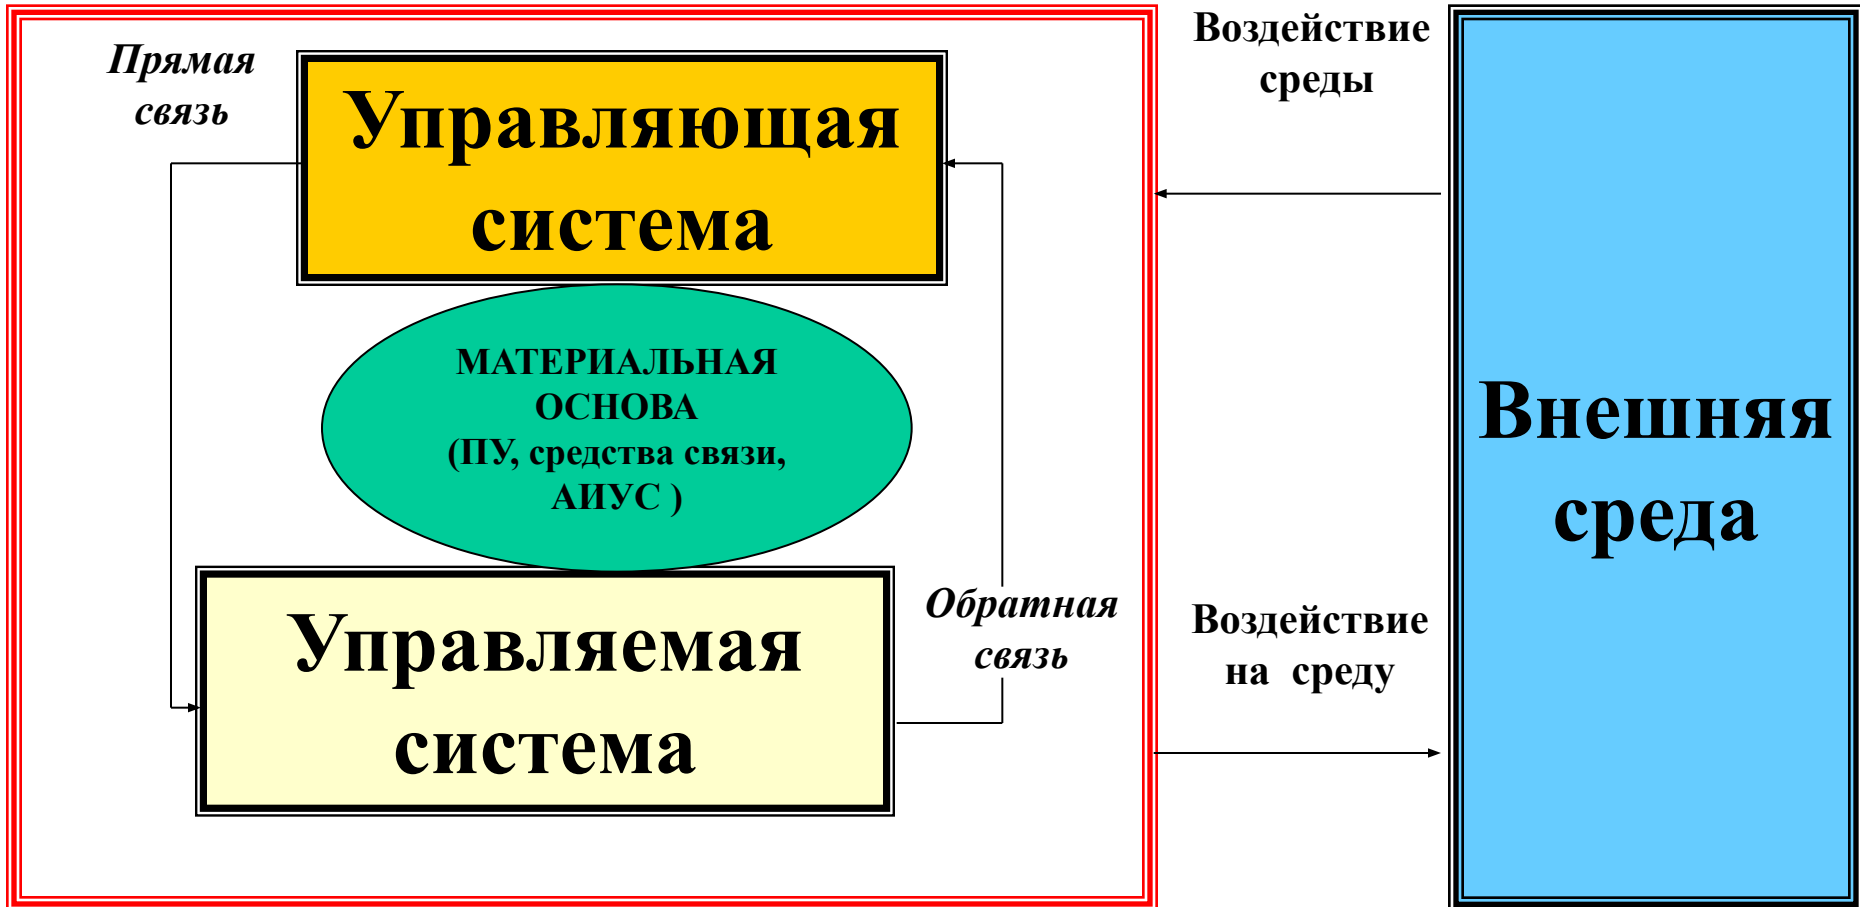 Прямая
связь
Управляющая
система
МАТЕРИАЛЬНАЯ
ОСНОВА
(ПУ, средства связи,
АИУС )
Управляемая
система
Обратная
связь
Воздействие
среды
Воздействие
на среду
Внешняя
среда